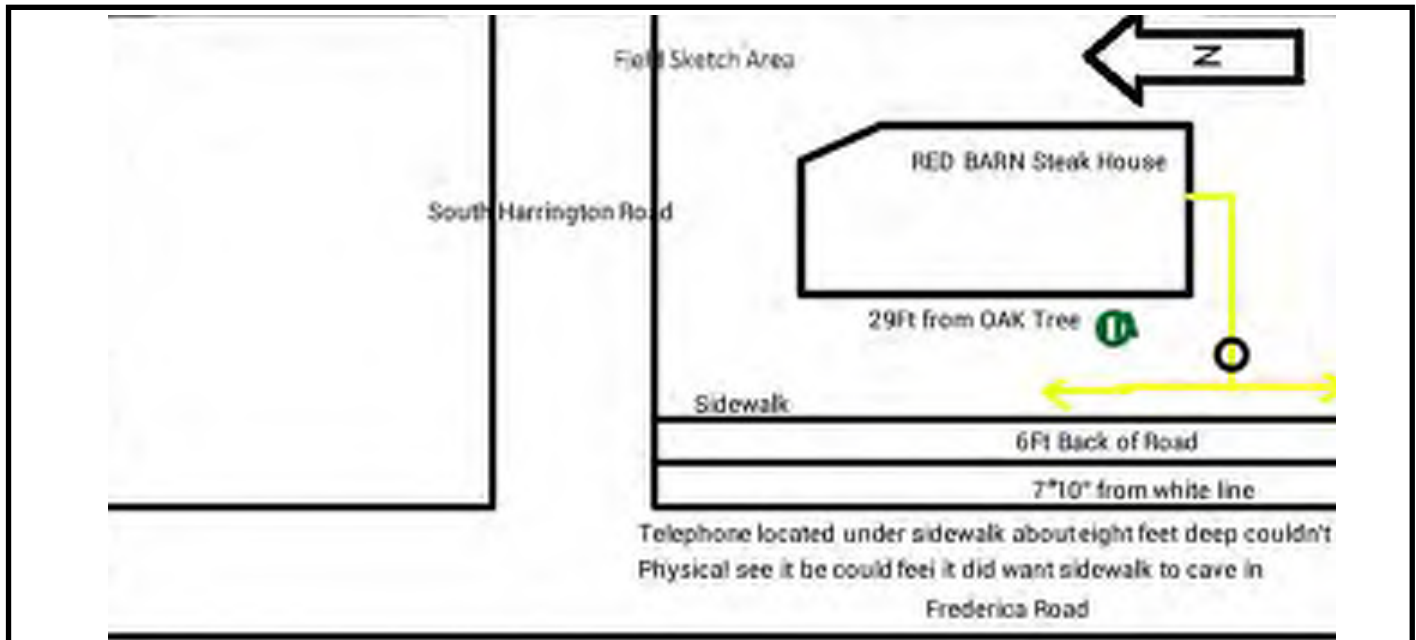 Field Sketch Area
N
RED BARN Steak House
South Harrington Road
29Ft from OAK Tree
Sidewalk
6Ft Back of Road
7"10" from white line
Telephone located under sidewalk about eight feet deep couldn't
Physical see it be could feel it did want sidewalk to cave in
Frederica Road